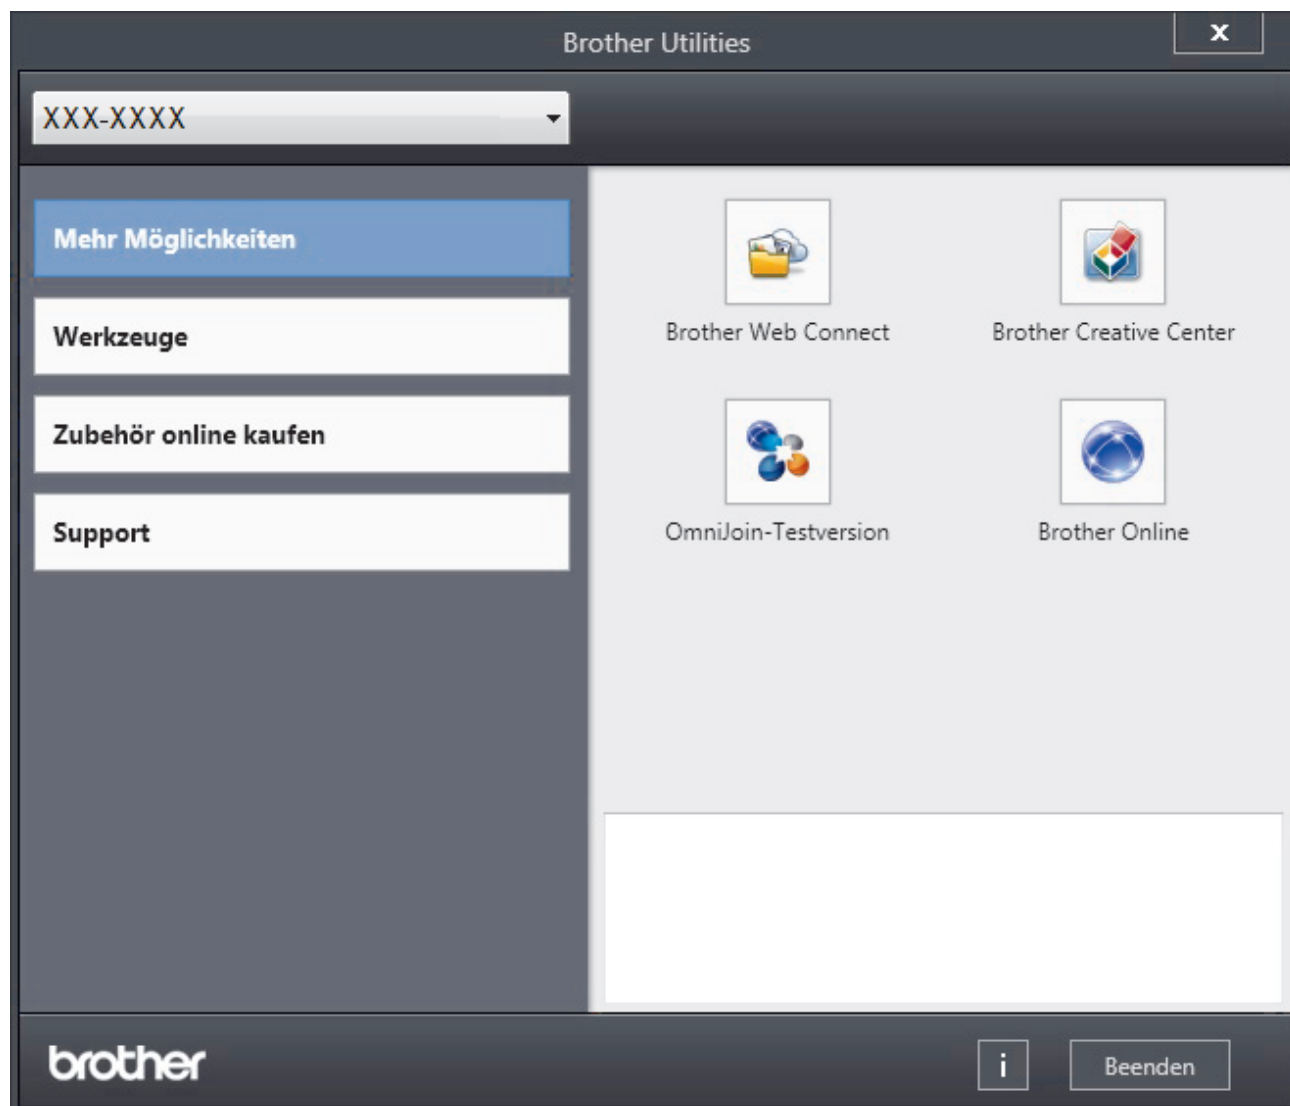 Brother Utilities
x
XXX-XXXX
Mehr Möglichkeiten
Werkzeuge
Zubehör online kaufen
Support
Brother Web Connect
Brother Creative Center
OmniJoin-Testversion
Brother Online
brother
i
Beenden